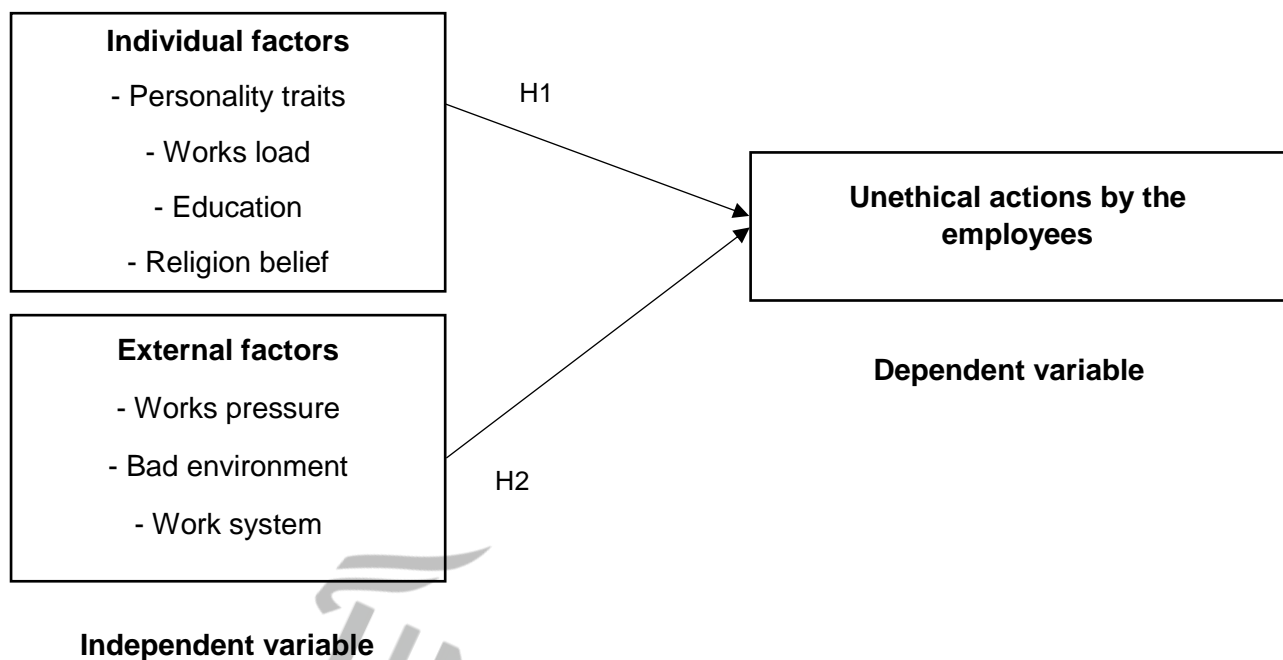 Individual factors
- Personality traits
- Works load
- Education
- Religion belief
H1
Unethical actions by the
employees
Dependent variable
External factors
- Works pressure
- Bad environment
- Work system
H2
Independent variable